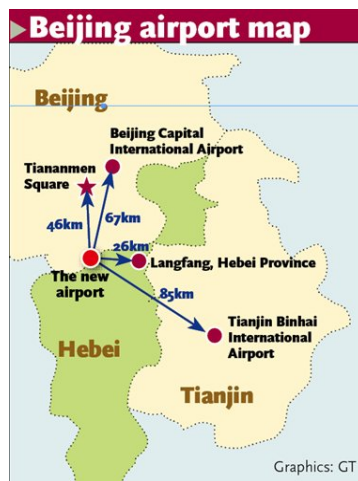 Beijing airport map
Beijing
Beijing Capital
International Airport
Tiananmen
Square
67km
46km
26km
Langfang, Hebei Province
The new
airport
85km
Tianjin Binhai
International
Airport
Hebei
Tianjin
Graphics: GT